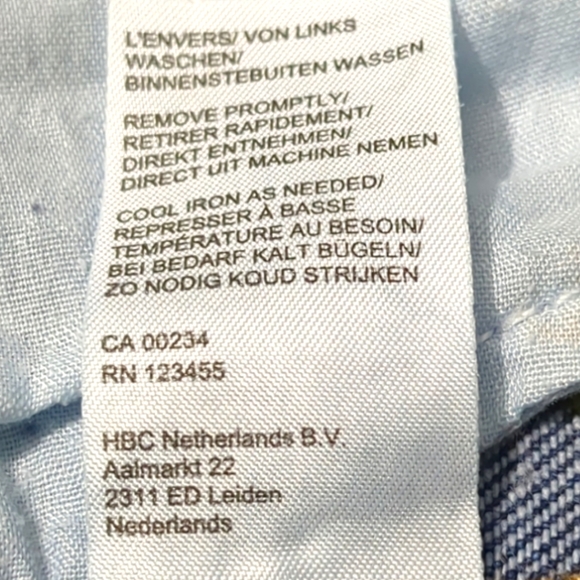 L'ENVERS/ VON LINKS
WASCHEN/
BINNENSTEBUITEN WASSEN
REMOVE PROMPTLY/
RETIRER RAPIDEMENT/
DIREKT ENTNEHMEN/
DIRECT UIT MACHINE NEMEN
COOL IRON AS NEEDED/
REPRESSER À BASSE
TEMPÉRATURE AU BESOIN/
BEI BEDARF KALT BÜGELN/
ZO NODIG KOUD STRIJKEN
CA 00234
RN 123455
HBC Netherlands B.V.
Aalmarkt 22
2311 ED Leiden
Nederlands